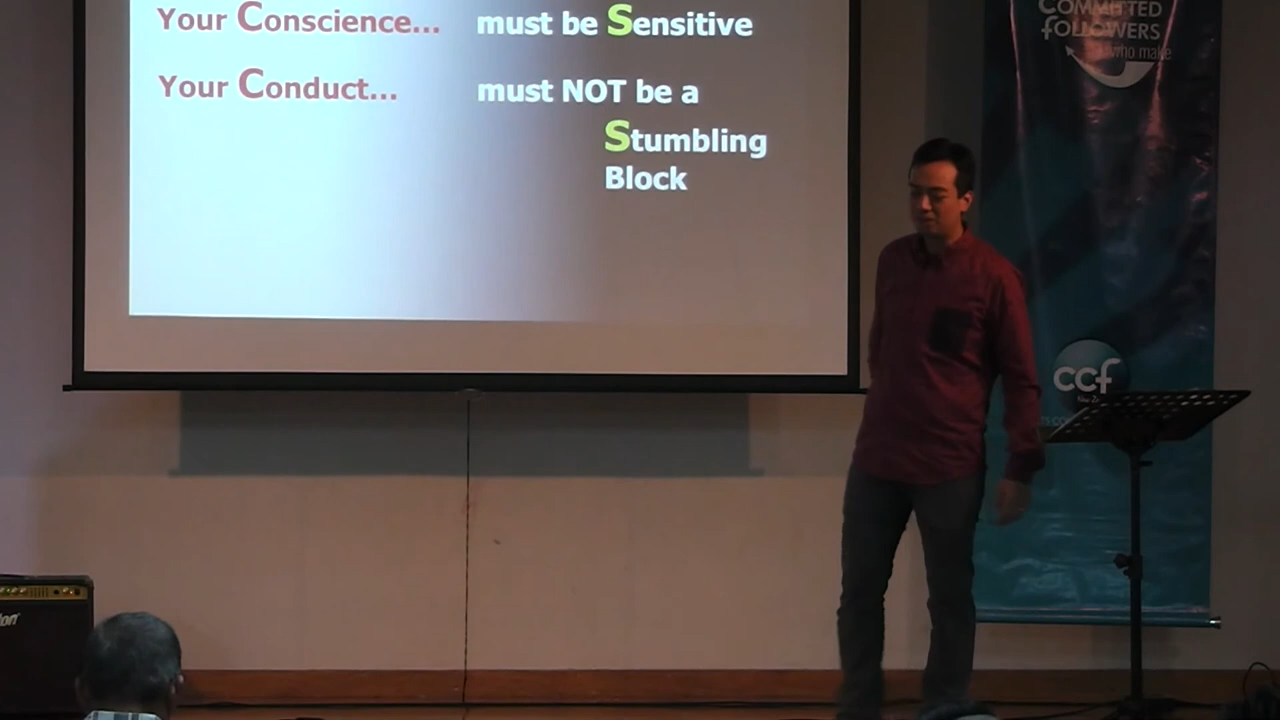 Your Conscience... must be Sensitive
Your Conduct... must NOT be a
Stumbling
Block
COMMITTED
fOLLOWERS
who make
ccf